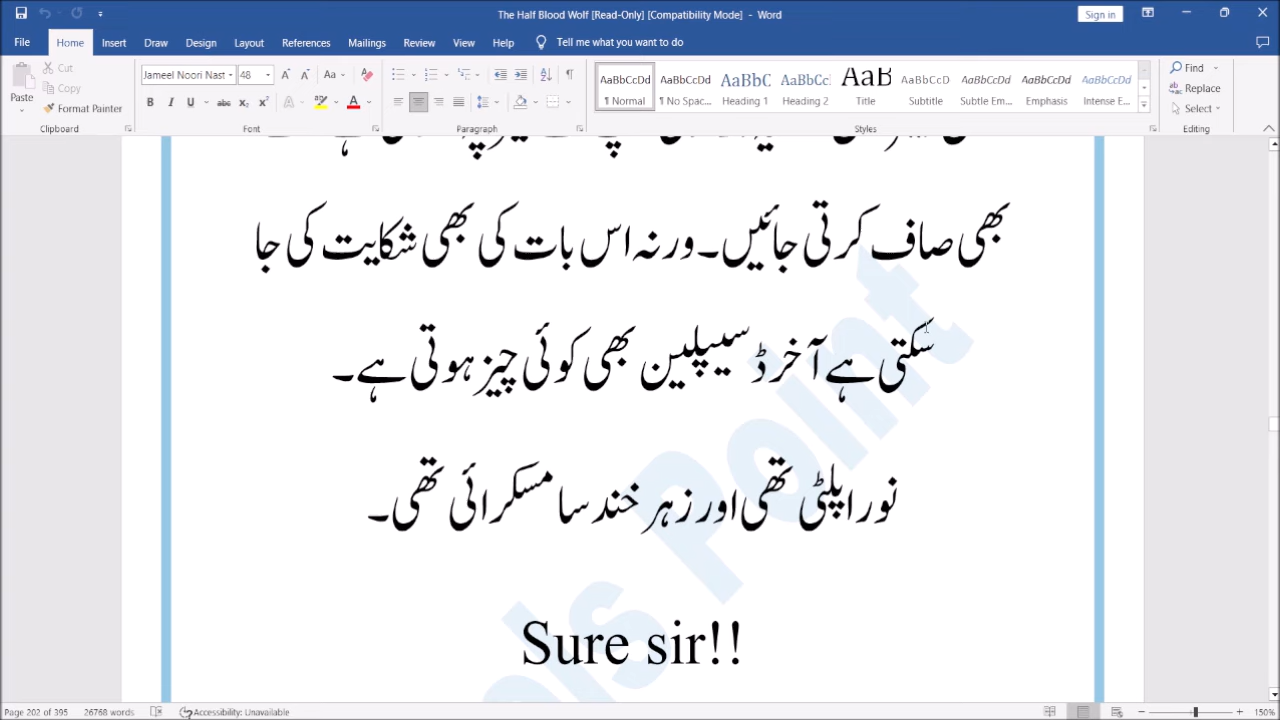 The Half Blood Wolf [Read-Only] [Compatibility Mode] - Word
Sign in
File Home Insert Draw Design Layout References Mailings Review View Help Tell me what you want to do
Paste
Cut
Copy
Format Painter
Clipboard
Jameel Noori Nast 48
Font
Paragraph
AaBbCcDd AaBbCcDd AaBbC AaBbCc AaB AaBbCcD AaBbCcDd AaBbCcDd AaBbCcDd
¶ Normal ¶ No Spac... Heading 1 Heading 2 Title Subtitle Subtle Em... Emphasis Intense E...
Styles
Find
Replace
Select
Editing
بھی صاف کرتی جائیں۔ ورنہ اس بات کی بھی شکایت کی جا
سکتی ہے آخر ڈسیپلین بھی کوئی چیز ہوتی ہے۔
نورا پلٹی تھی اور زہر خند سا مسکرائی تھی۔
Sure sir!!
ls Point
Page 202 of 395 26768 words Accessibility: Unavailable 150%